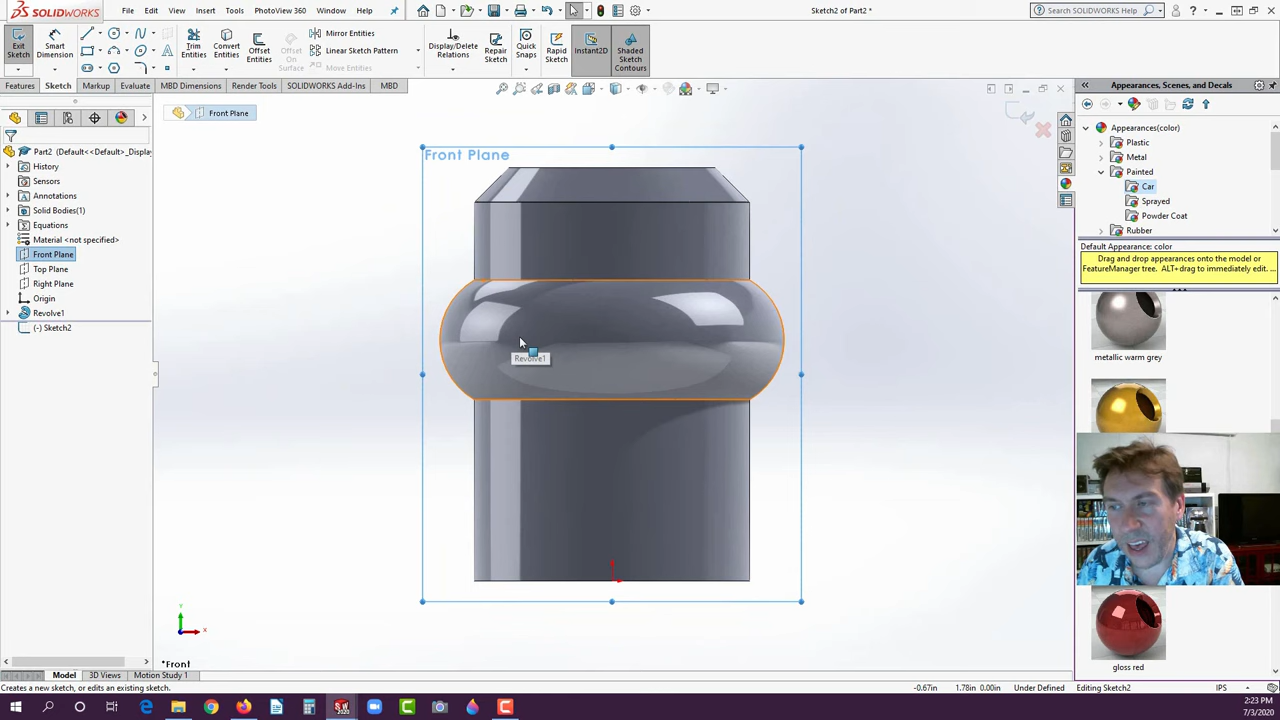 SOLIDWORKS
File Edit View Insert Tools PhotoView 360 Window Help
Sketch2 of Part2 *
Search SOLIDWORKS Help
Exit Sketch
Smart Dimension
Trim Entities
Convert Entities
Offset Entities
Offset On Surface
Mirror Entities
Linear Sketch Pattern
Move Entities
Display/Delete Relations
Repair Sketch
Quick Snaps
Rapid Sketch
Instant2D
Shaded Sketch Contours
Features Sketch Markup Evaluate MBD Dimensions Render Tools SOLIDWORKS Add-Ins MBD
Appearances, Scenes, and Decals
Front Plane
Part2 (Default<<Default>_Display
History
Sensors
Annotations
Solid Bodies(1)
Equations
Material <not specified>
Front Plane
Top Plane
Right Plane
Origin
Revolve1
(-) Sketch2
Front Plane
Revolve1
Y
X
*Front
Appearances(color)
Plastic
Metal
Painted
Car
Sprayed
Powder Coat
Rubber
Default Appearance: color
Drag and drop appearances onto the model or
FeatureManager tree. ALT+drag to immediately edit.
metallic warm grey
gloss red
Model 3D Views Motion Study 1
Creates a new sketch, or edits an existing sketch.
-0.67in 1.78in 0.00in Under Defined Editing Sketch2 IPS
2:23 PM
7/3/2020